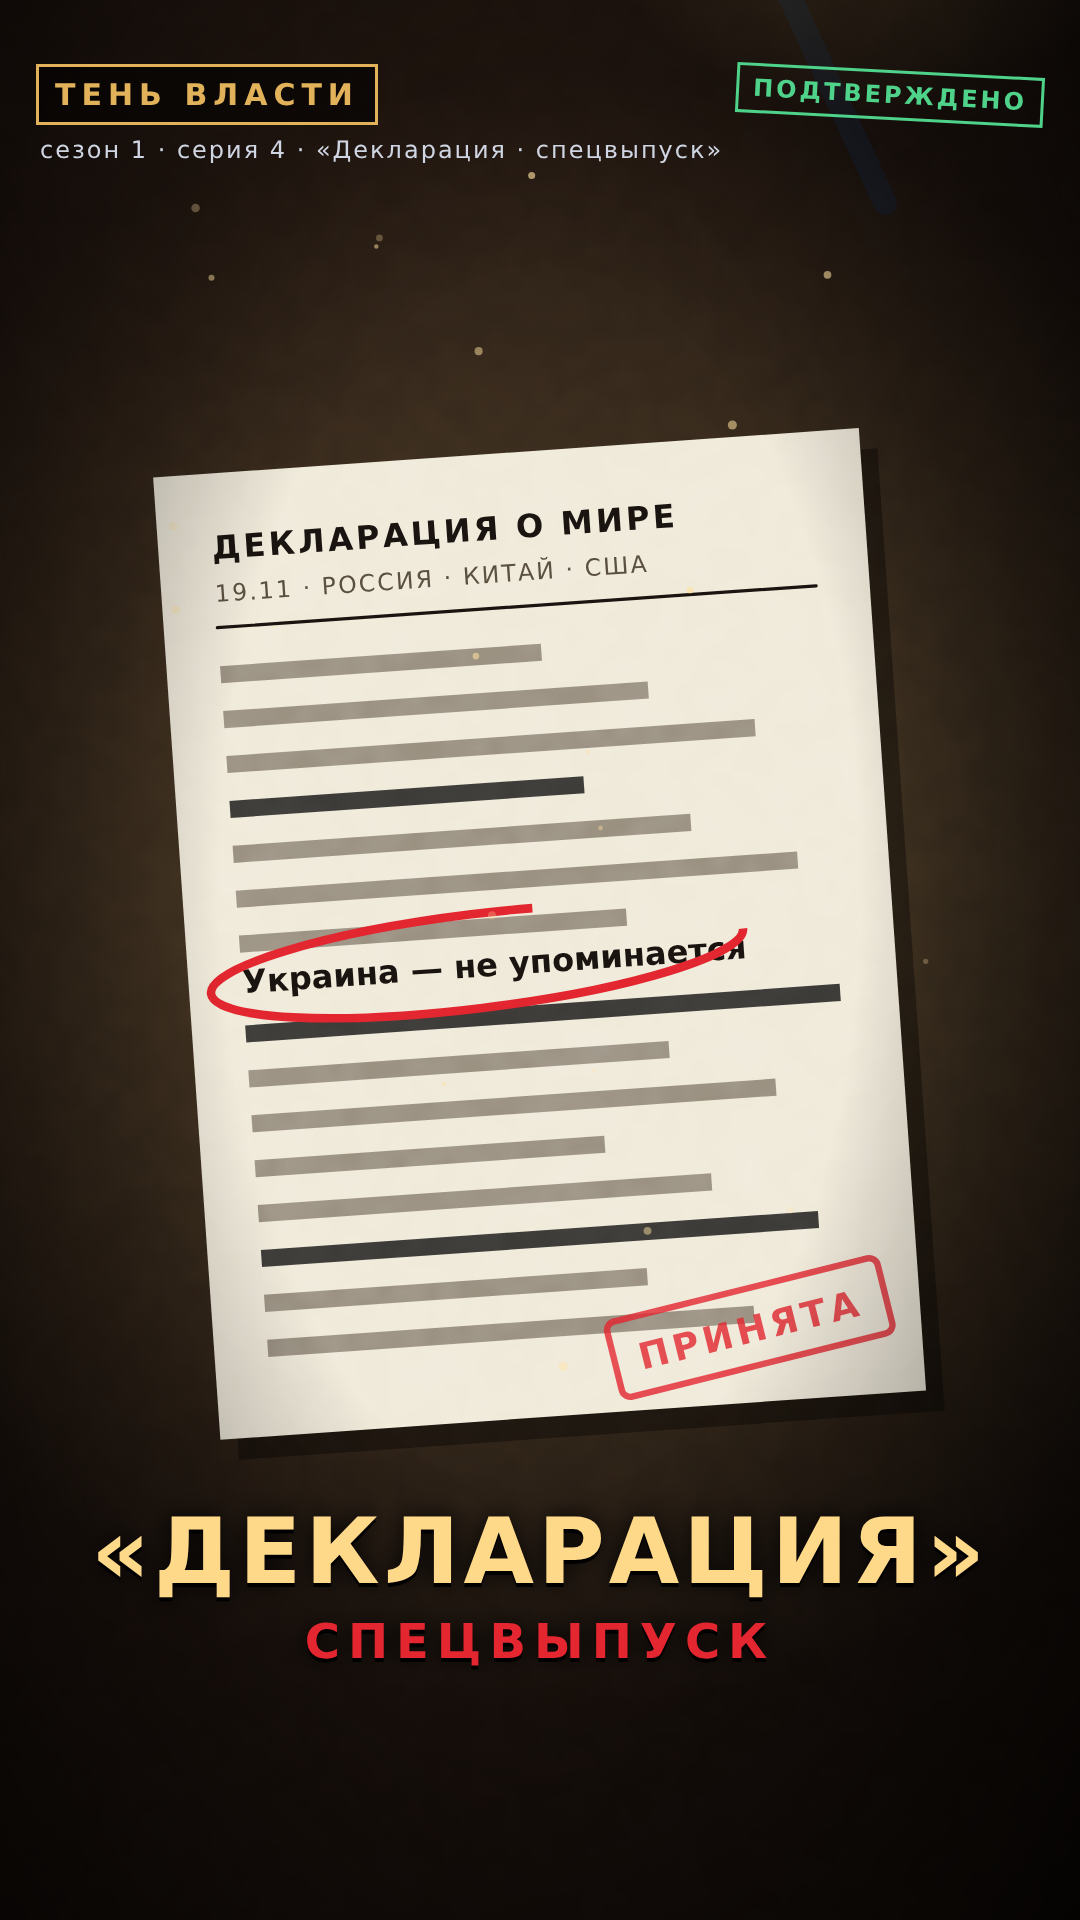 ТЕНЬ ВЛАСТИ
ПОДТВЕРЖДЕНО
сезон 1 · серия 4 · «Декларация · спецвыпуск»
ДЕКЛАРАЦИЯ О МИРЕ
19.11 · РОССИЯ · КИТАЙ · США
Украина — не упоминается
ПРИНЯТА
«ДЕКЛАРАЦИЯ»
СПЕЦВЫПУСК